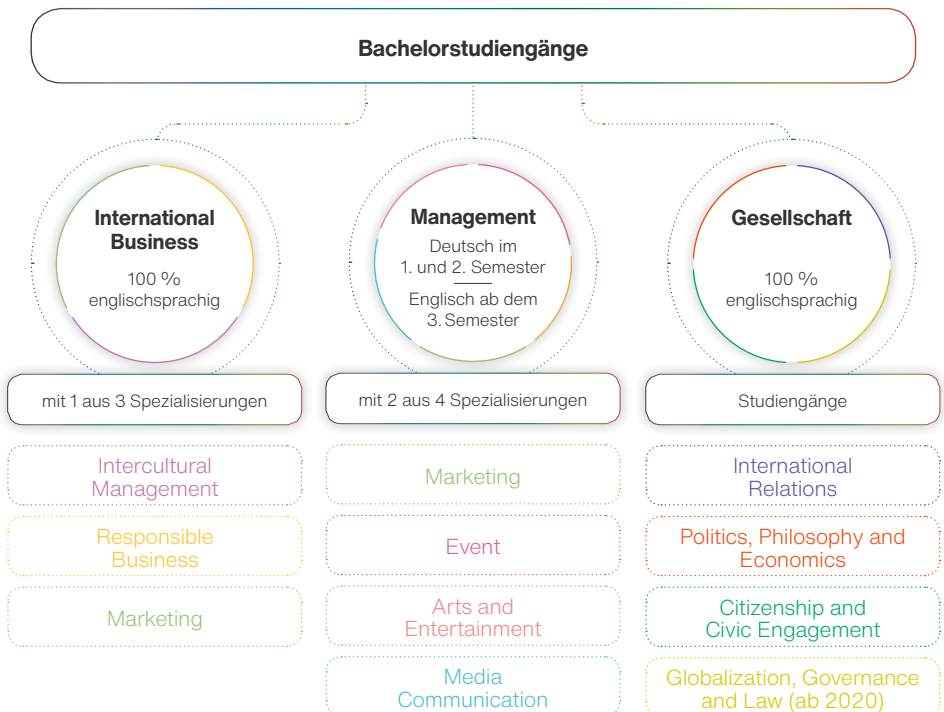 Bachelorstudiengänge
International
Business
100 %
englischsprachig
Management
Deutsch im
1. und 2. Semester
Englisch ab dem
3. Semester
Gesellschaft
100 %
englischsprachig
mit 1 aus 3 Spezialisierungen
Intercultural
Management
Responsible
Business
Marketing
mit 2 aus 4 Spezialisierungen
Marketing
Event
Arts and
Entertainment
Media
Communication
Studiengänge
International
Relations
Politics, Philosophy and
Economics
Citizenship and
Civic Engagement
Globalization, Governance
and Law (ab 2020)